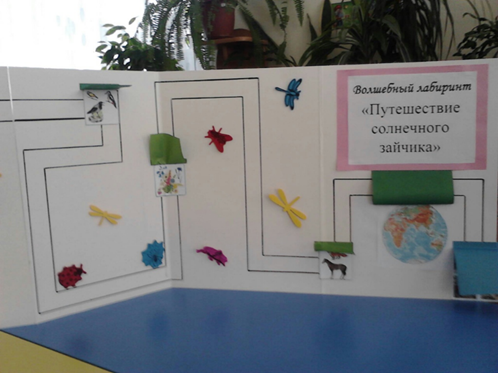 Волшебный лабиринт
«Путешествие
солнечного
зайчика»